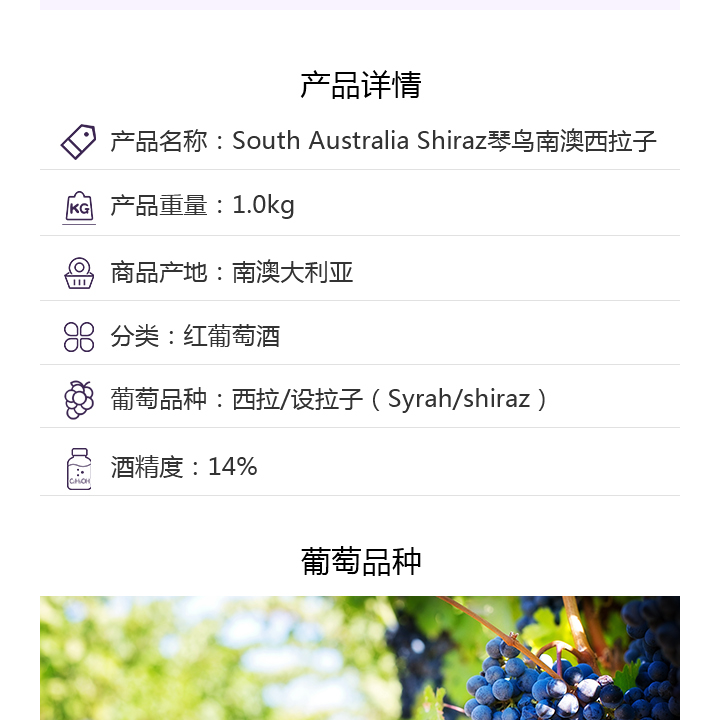 产品详情
产品名称：South Australia Shiraz琴鸟南澳西拉子
KG
产品重量：1.0kg
商品产地：南澳大利亚
分类：红葡萄酒
葡萄品种：西拉/设拉子（Syrah/shiraz）
C₂H₅OH
酒精度：14%
葡萄品种